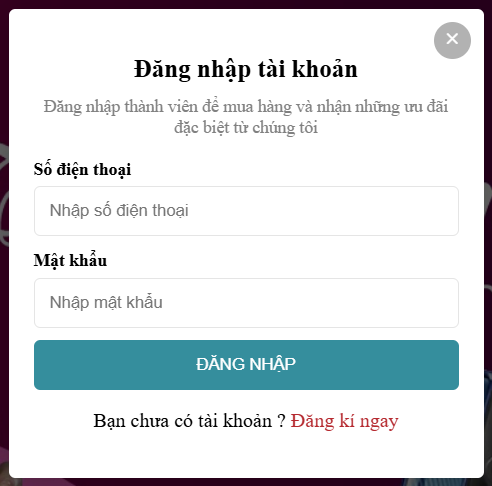 ×
Đăng nhập tài khoản
Đăng nhập thành viên để mua hàng và nhận những ưu đãi
đặc biệt từ chúng tôi
Số điện thoại
Nhập số điện thoại
Mật khẩu
Nhập mật khẩu
ĐĂNG NHẬP
Bạn chưa có tài khoản ? Đăng kí ngay